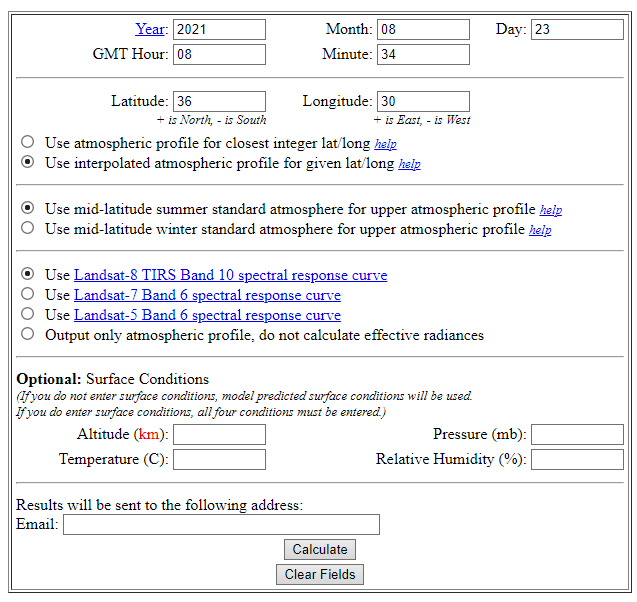 Year: 2021 Month: 08 Day: 23
GMT Hour: 08 Minute: 34
Latitude: 36 Longitude: 30
+ is North, - is South + is East, - is West
Use atmospheric profile for closest integer lat/long help
Use interpolated atmospheric profile for given lat/long help
Use mid-latitude summer standard atmosphere for upper atmospheric profile help
Use mid-latitude winter standard atmosphere for upper atmospheric profile help
Use Landsat-8 TIRS Band 10 spectral response curve
Use Landsat-7 Band 6 spectral response curve
Use Landsat-5 Band 6 spectral response curve
Output only atmospheric profile, do not calculate effective radiances
Optional: Surface Conditions
(If you do not enter surface conditions, model predicted surface conditions will be used.
If you do enter surface conditions, all four conditions must be entered.)
Altitude (km): Pressure (mb):
Temperature (C): Relative Humidity (%):
Results will be sent to the following address:
Email:
Calculate
Clear Fields